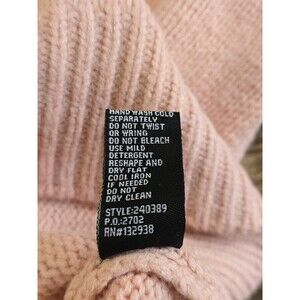 HAND WASH COLD
SEPARATELY
DO NOT TWIST
OR WRING
DO NOT BLEACH
USE MILD
DETERGENT
RESHAPE AND
DRY FLAT
COOL IRON
IF NEEDED
DO NOT
DRY CLEAN
STYLE:240389
P.O.:2702
RN#132938